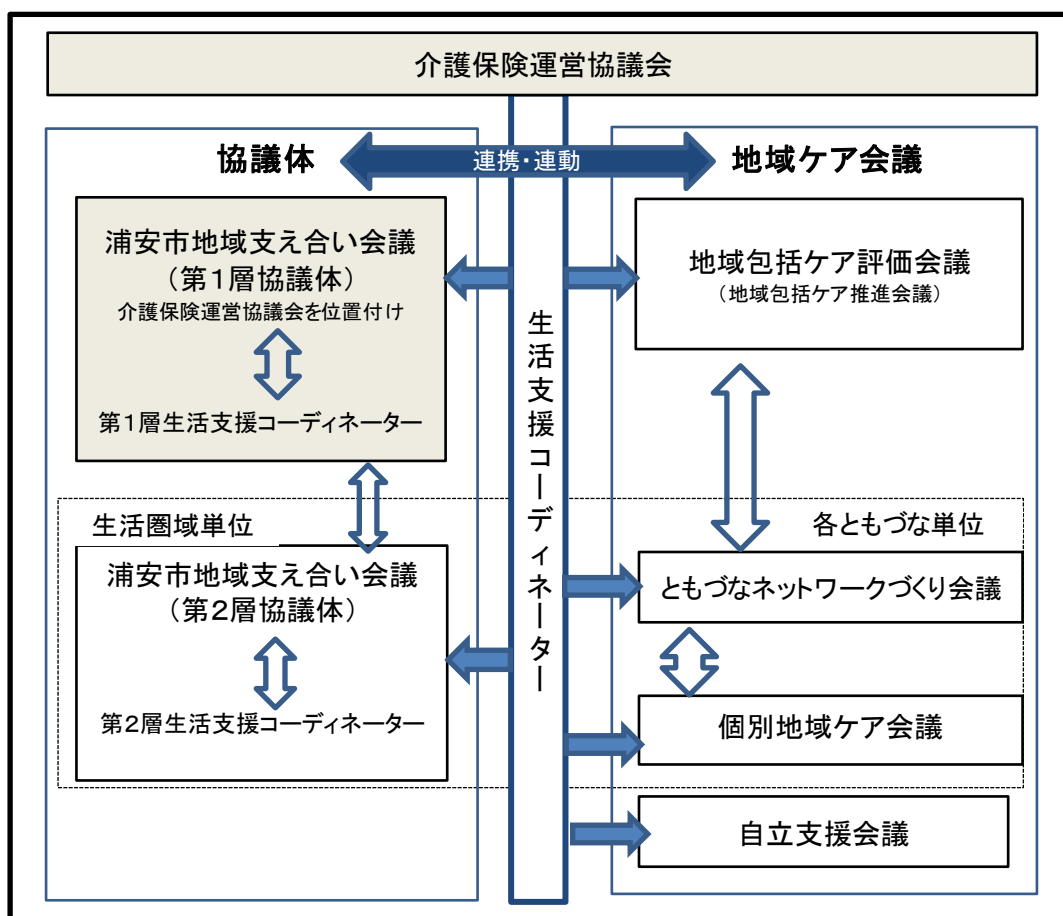 介護保険運営協議会
協議体
連携・連動
地域ケア会議
浦安市地域支え合い会議
（第１層協議体）
介護保険運営協議会を位置付け
第１層生活支援コーディネーター
生活支援コーディネーター
地域包括ケア評価会議
（地域包括ケア推進会議）
生活圏域単位
浦安市地域支え合い会議
（第２層協議体）
第２層生活支援コーディネーター
各ともづな単位
ともづなネットワークづくり会議
個別地域ケア会議
自立支援会議